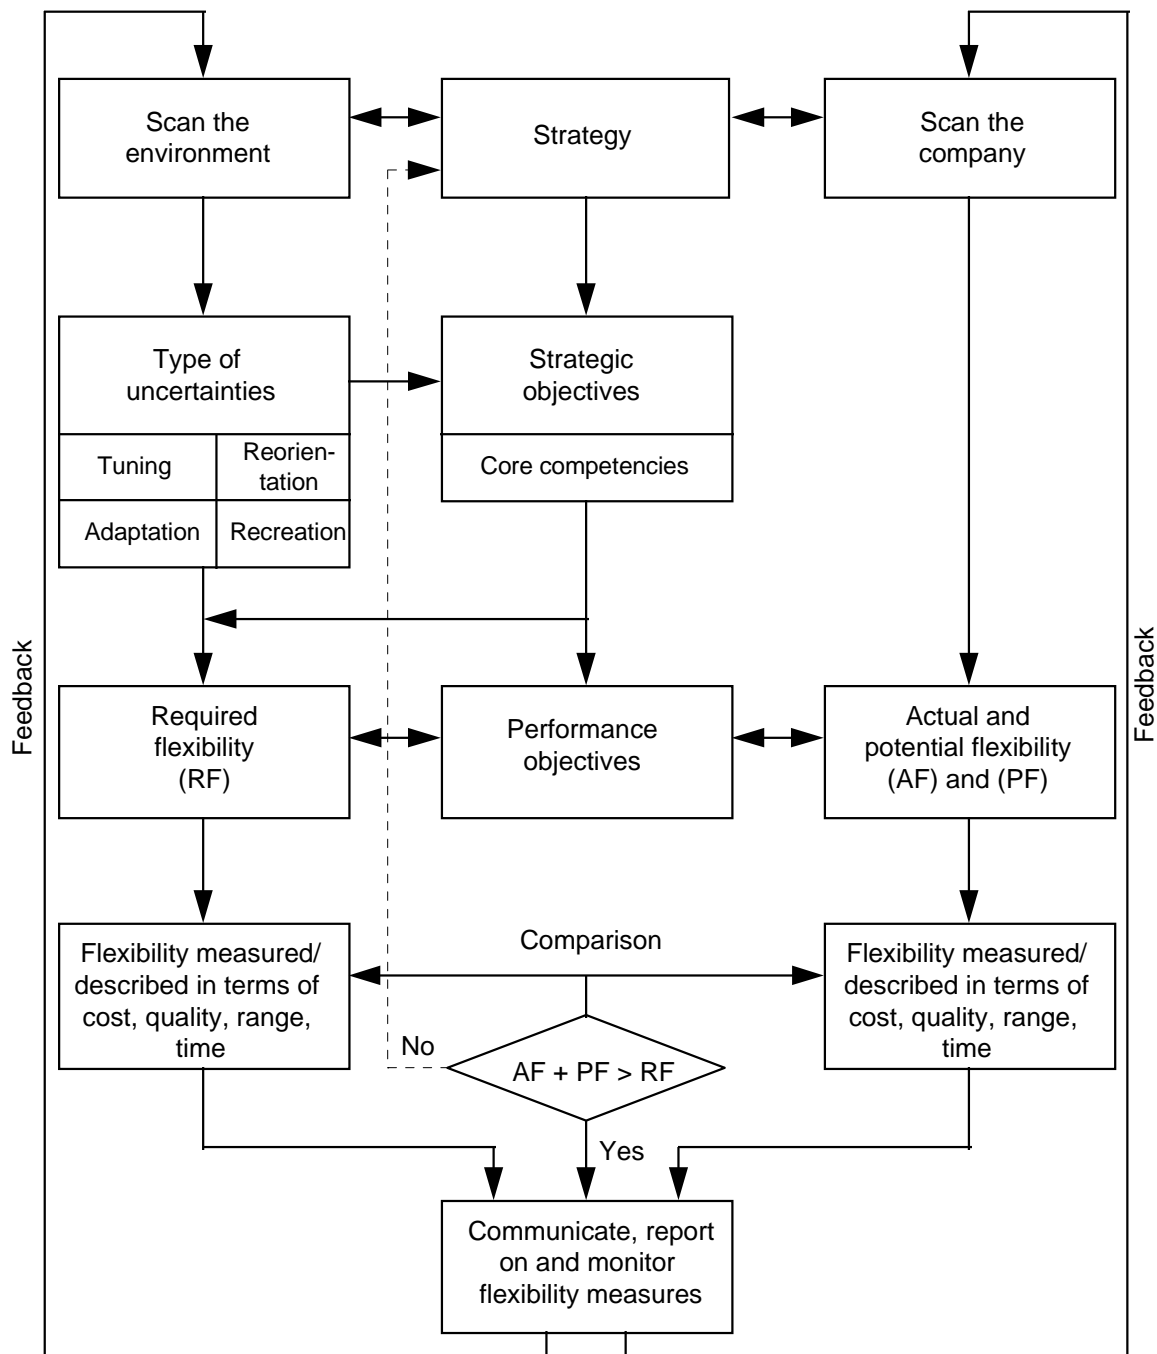 Scan the
environment
Strategy
Scan the
company
Type of
uncertainties
Tuning
Reorien-
tation
Adaptation
Recreation
Strategic
objectives
Core competencies
Feedback
Feedback
Required
flexibility
(RF)
Performance
objectives
Actual and
potential flexibility
(AF) and (PF)
Flexibility measured/
described in terms of
cost, quality, range,
time
Comparison
Flexibility measured/
described in terms of
cost, quality, range,
time
No
AF + PF > RF
Yes
Communicate, report
on and monitor
flexibility measures